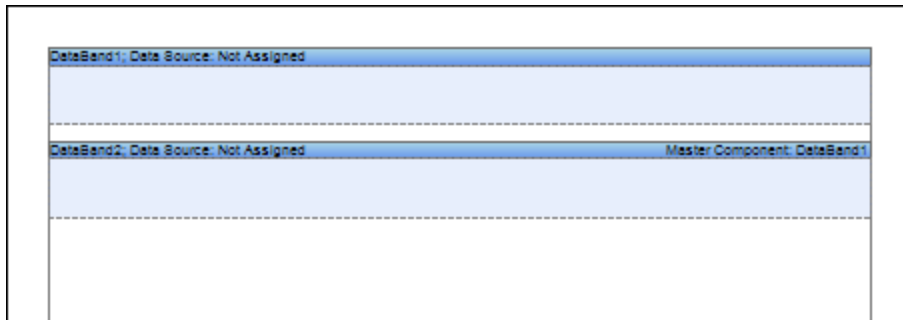 DataBand1; Data Source: Not Assigned
DataBand2; Data Source: Not Assigned Master Component: DataBand1